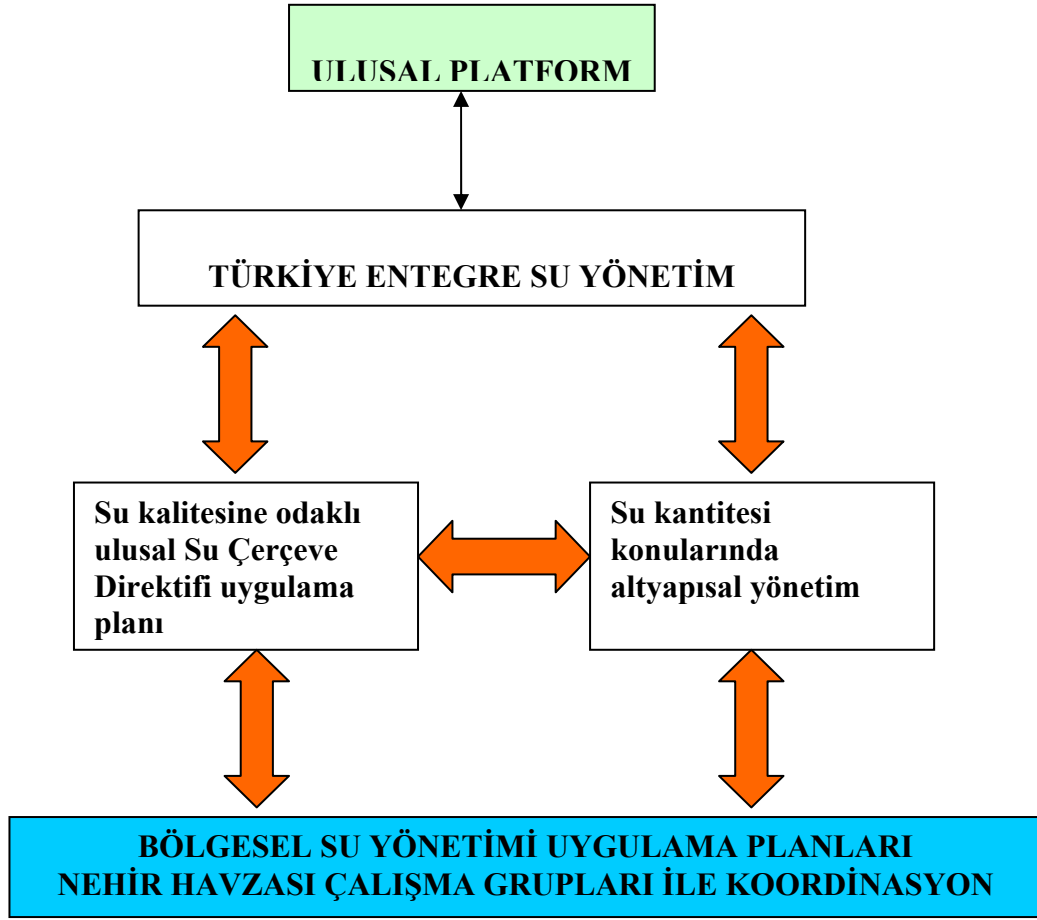 ULUSAL PLATFORM
TÜRKİYE ENTEGRE SU YÖNETİM
Su kalitesine odaklı
ulusal Su Çerçeve
Direktifi uygulama
planı
Su kantitesi
konularında
altyapısal yönetim
BÖLGESEL SU YÖNETİMİ UYGULAMA PLANLARI
NEHİR HAVZASI ÇALIŞMA GRUPLARI İLE KOORDİNASYON